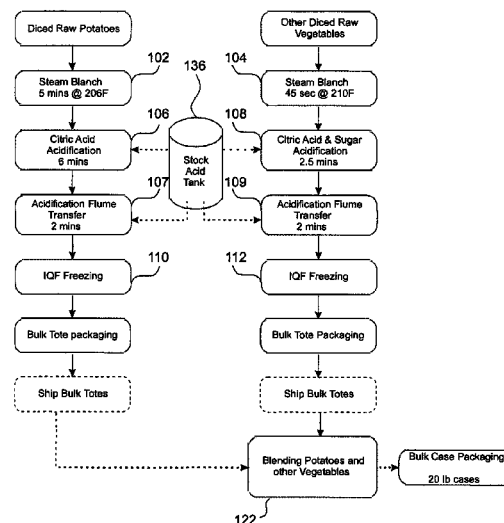 Diced Raw Potatoes
Other Diced Raw
Vegetables
102
104
136
Steam Blanch
5 mins @ 206F
Steam Blanch
45 sec @ 210F
106
108
Citric Acid
Acidification
6 mins
Stock
Acid
Tank
Citric Acid & Sugar
Acidification
2.5 mins
107
109
Acidification Flume
Transfer
2 mins
Acidification Flume
Transfer
2 mins
110
112
IQF Freezing
IQF Freezing
Bulk Tote packaging
Bulk Tote Packaging
Ship Bulk Totes
Ship Bulk Totes
Blending Potatoes and
other Vegetables
Bulk Case Packaging
20 lb cases
122